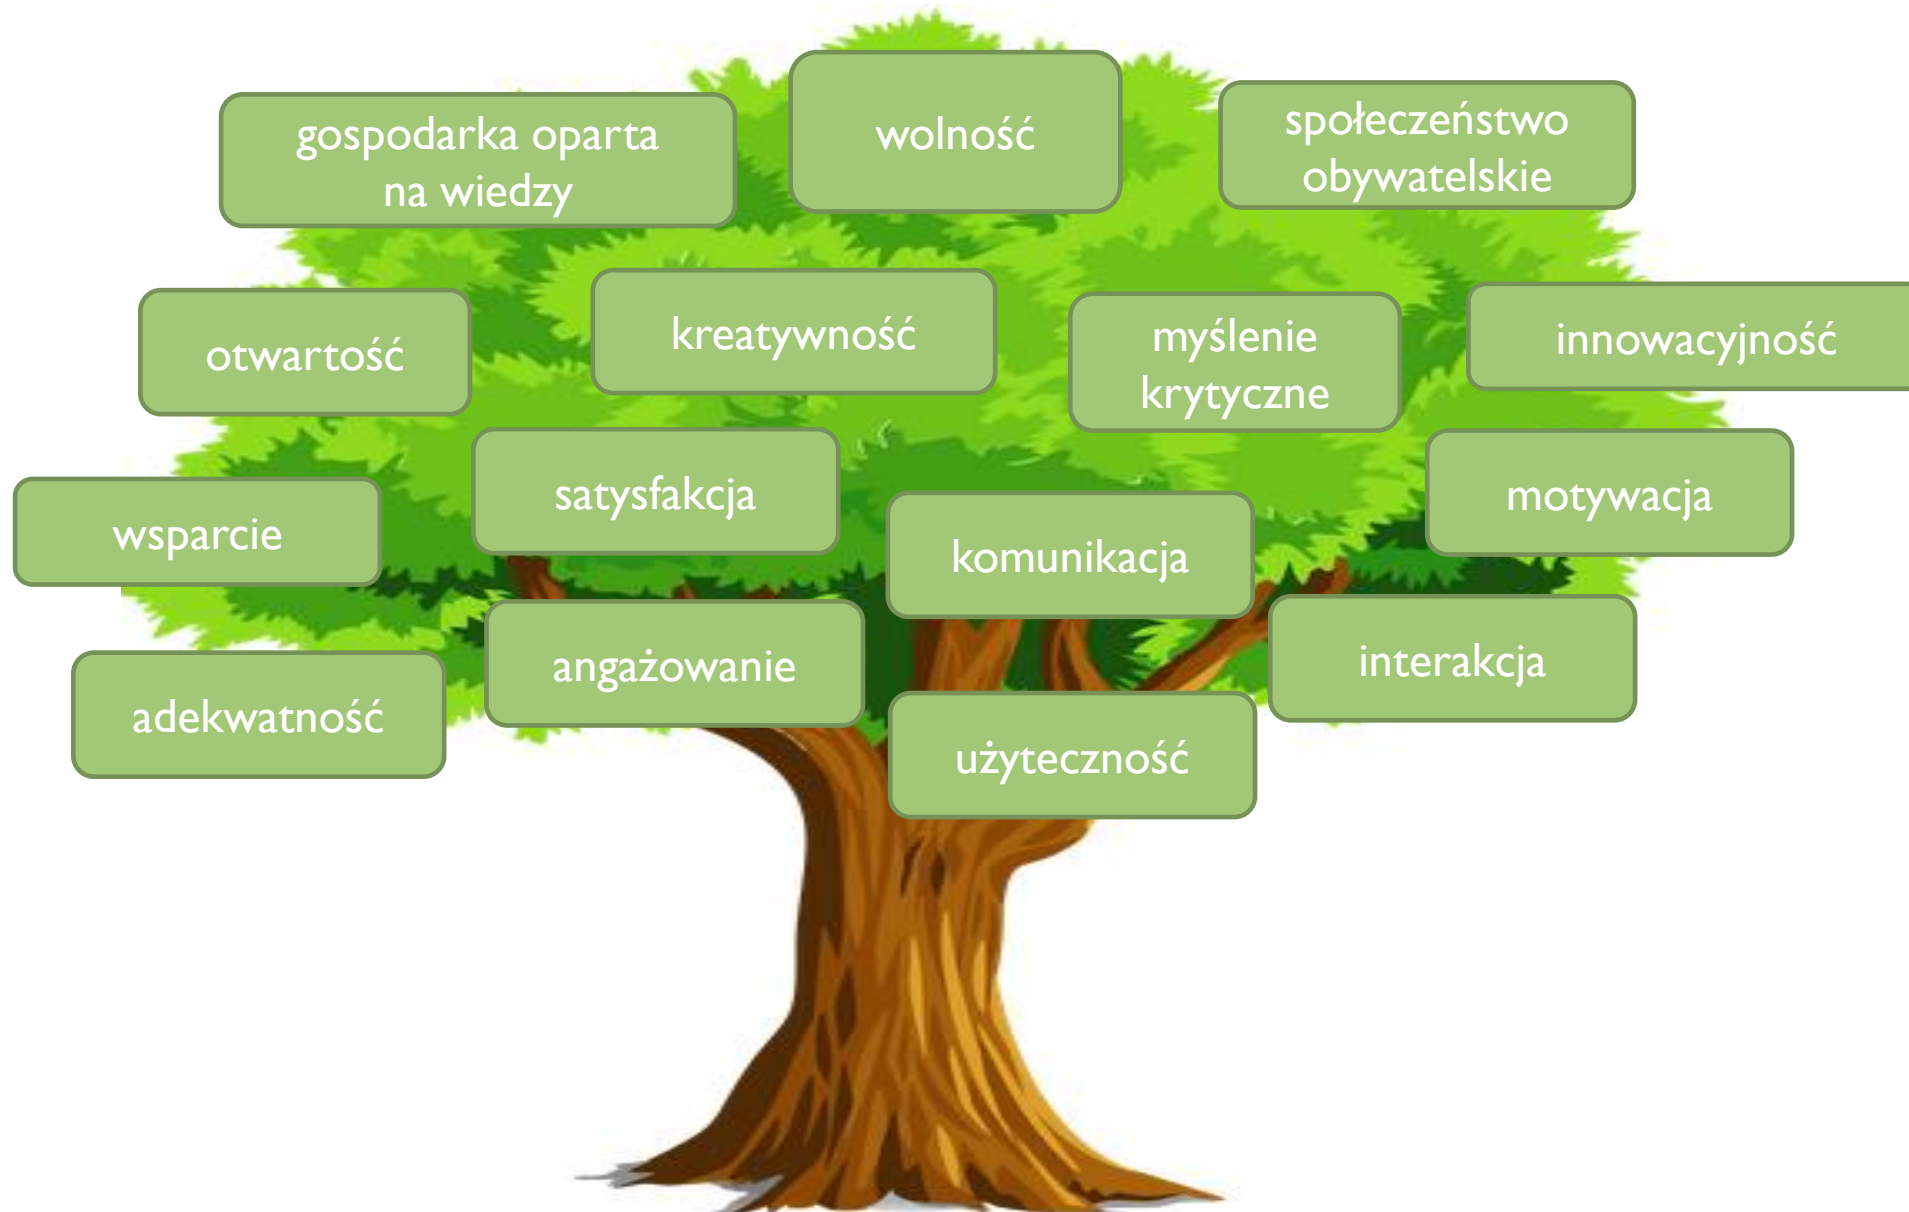 gospodarka oparta
na wiedzy
wolność
społeczeństwo
obywatelskie
otwartość
kreatywność
myślenie
krytyczne
innowacyjność
wsparcie
satysfakcja
komunikacja
motywacja
adekwatność
angażowanie
użyteczność
interakcja